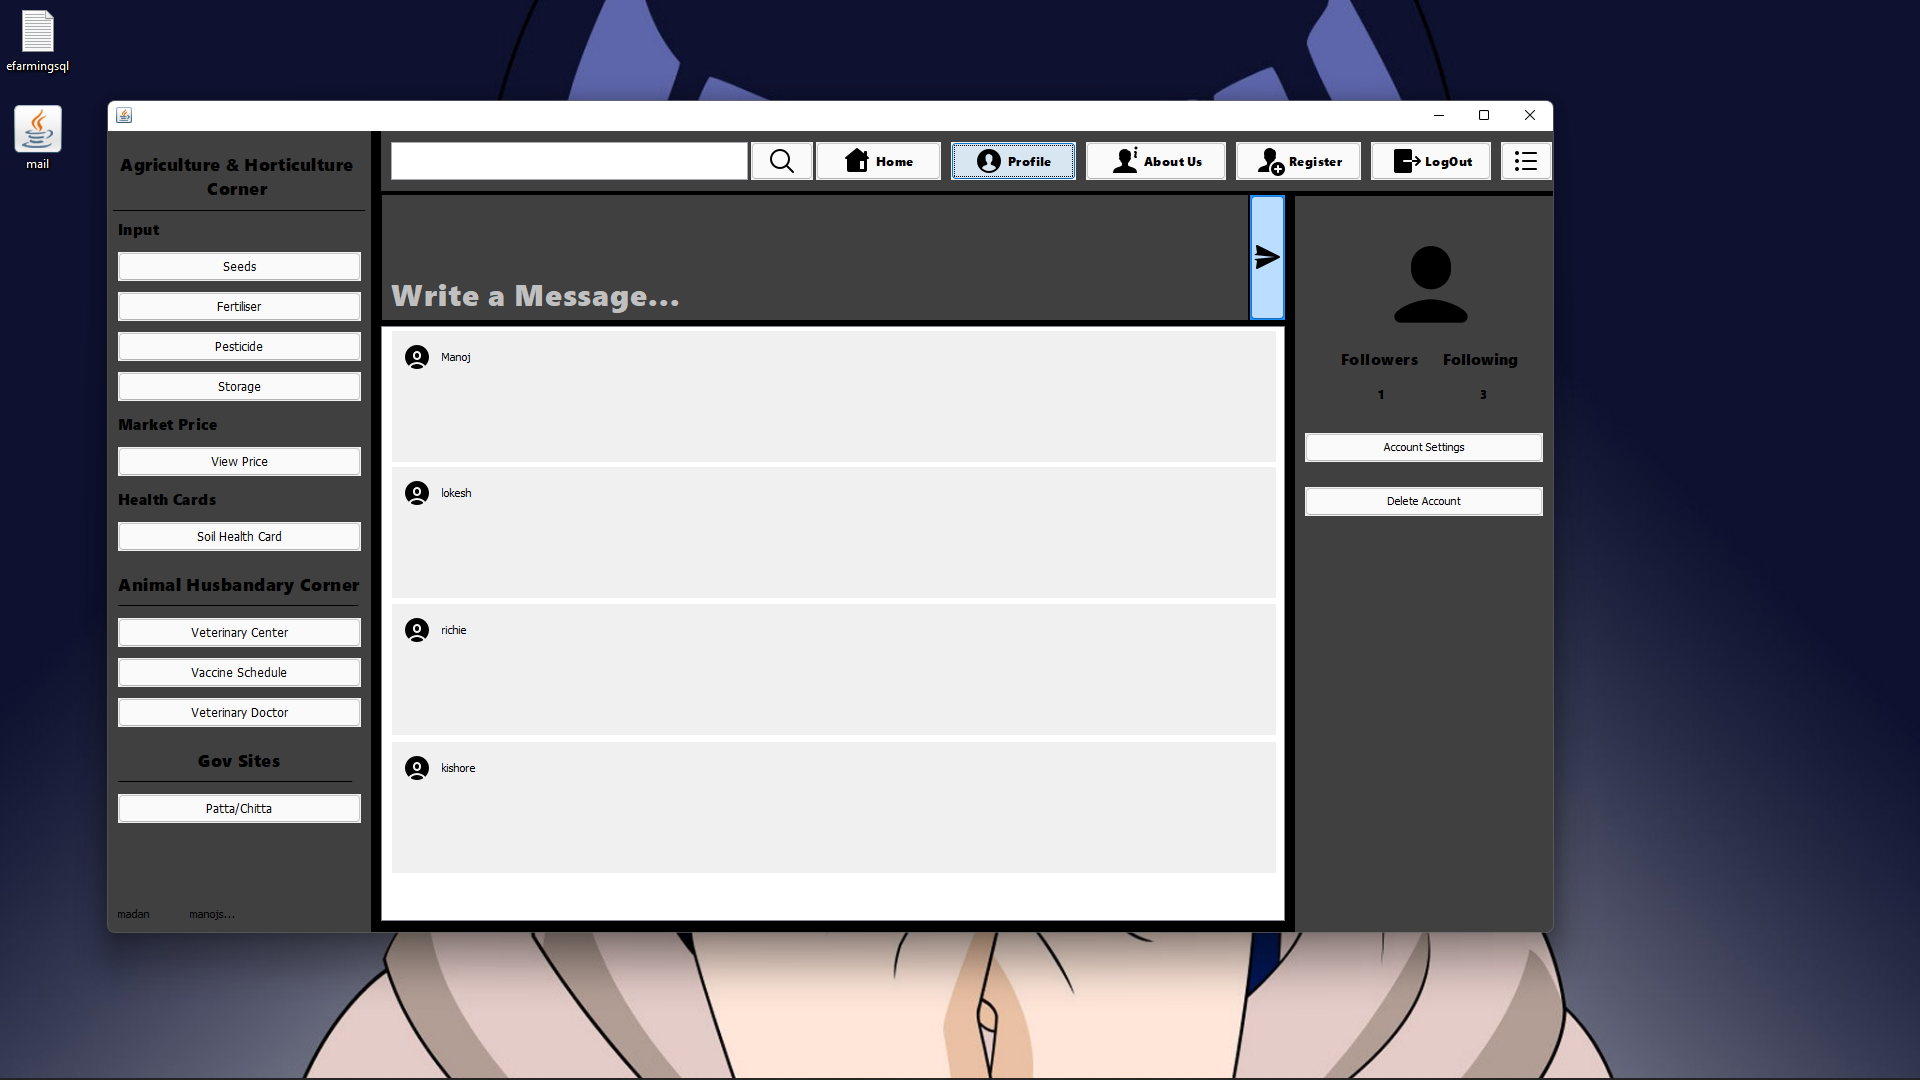 efarmingsql
mail
Agriculture & Horticulture
Corner
Input
Seeds
Fertiliser
Pesticide
Storage
Market Price
View Price
Health Cards
Soil Health Card
Animal Husbandary Corner
Veterinary Center
Vaccine Schedule
Veterinary Doctor
Gov Sites
Patta/Chitta
madan manojs...
Home Profile About Us Register LogOut
Write a Message...
Manoj
lokesh
richie
kishore
Followers Following
1 3
Account Settings
Delete Account